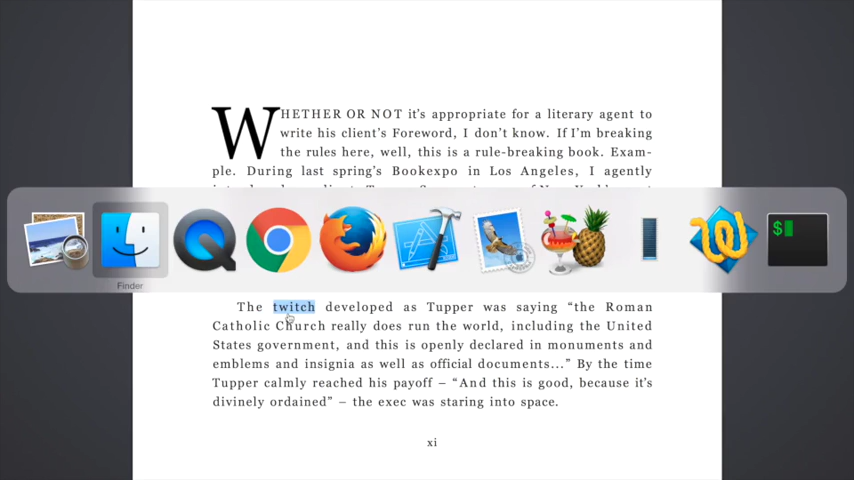 WHETHER OR NOT it’s appropriate for a literary agent to
write his client’s Foreword, I don’t know. If I’m breaking
the rules here, well, this is a rule-breaking book. Exam-
ple. During last spring’s Bookexpo in Los Angeles, I agently
$
Finder
The twitch developed as Tupper was saying “the Roman
Catholic Church really does run the world, including the United
States government, and this is openly declared in monuments and
emblems and insignia as well as official documents...” By the time
Tupper calmly reached his payoff – “And this is good, because it’s
divinely ordained” – the exec was staring into space.
xi